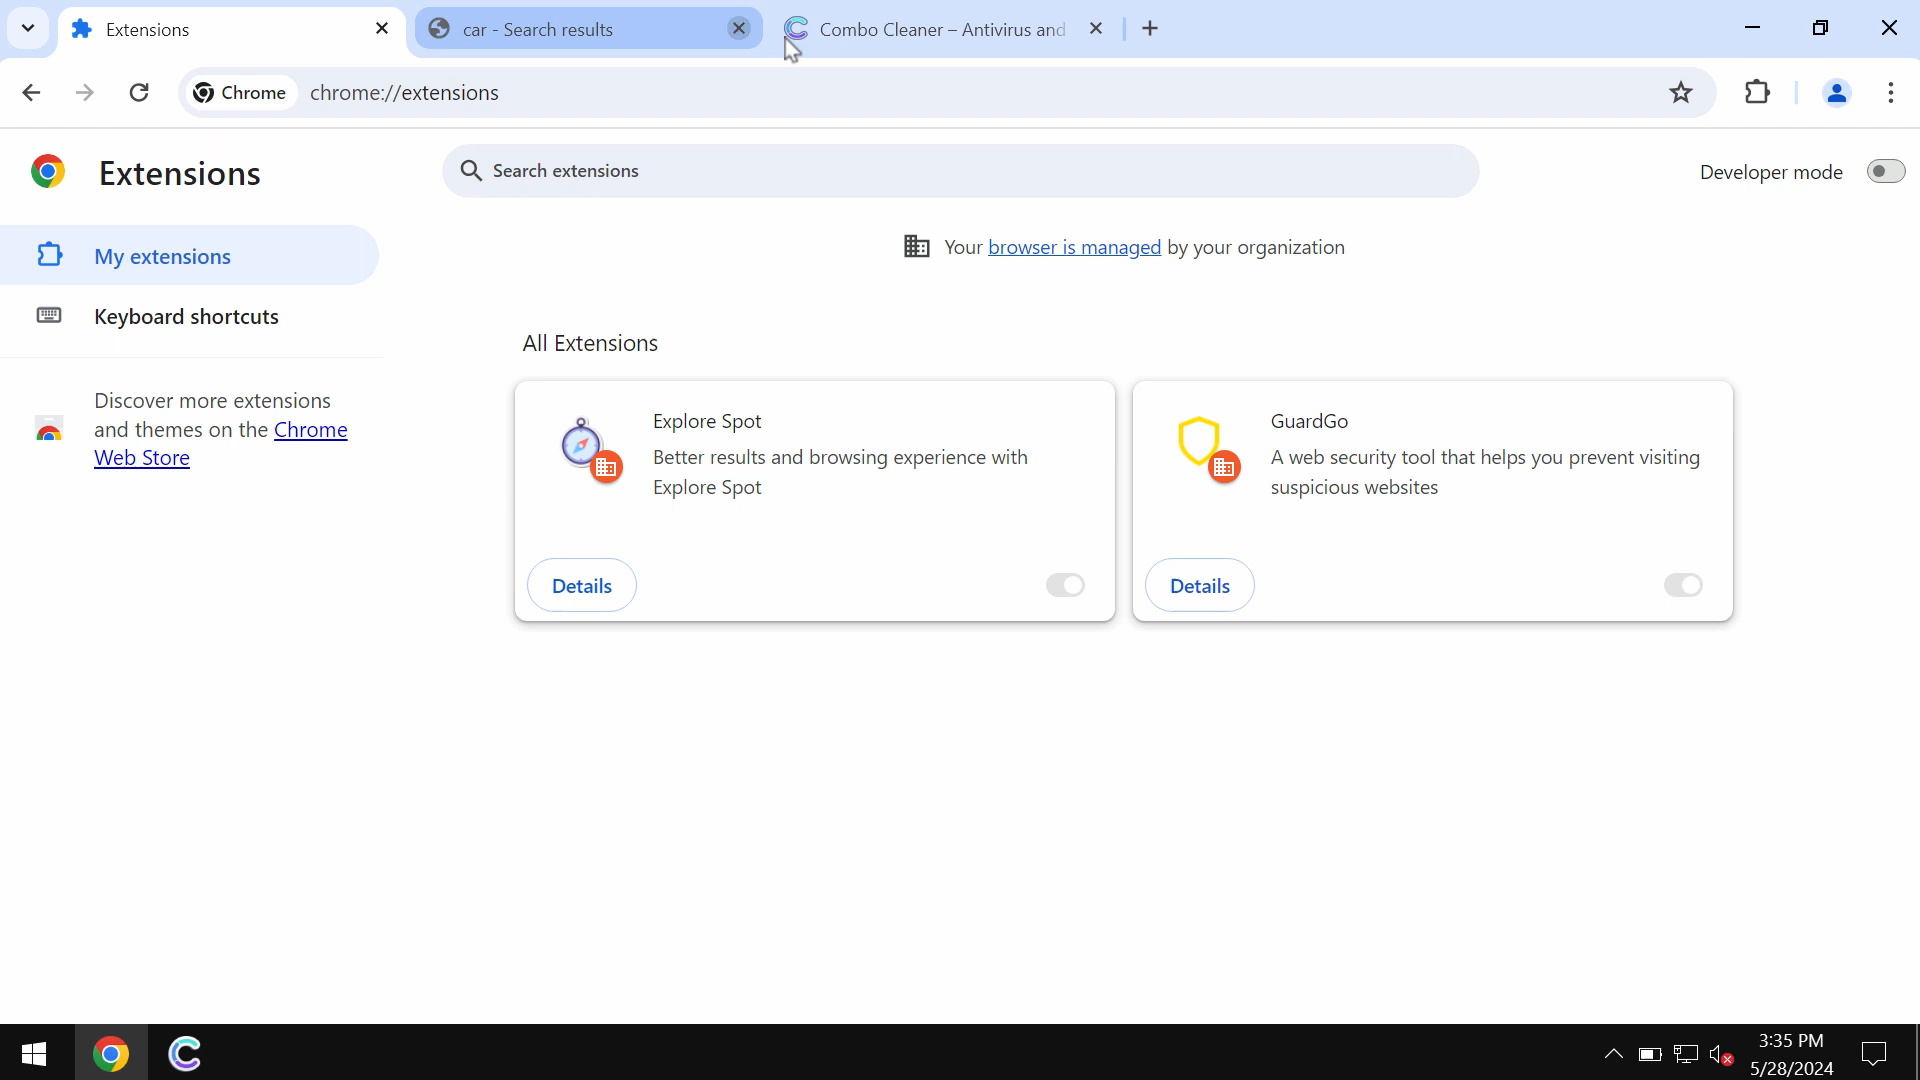 Extensions
car - Search results
Combo Cleaner – Antivirus and
Chrome
chrome://extensions
Extensions
Search extensions
Developer mode
Your browser is managed by your organization
My extensions
Keyboard shortcuts
Discover more extensions
and themes on the Chrome
Web Store
All Extensions
Explore Spot
Better results and browsing experience with
Explore Spot
Details
GuardGo
A web security tool that helps you prevent visiting
suspicious websites
Details
3:35 PM
5/28/2024